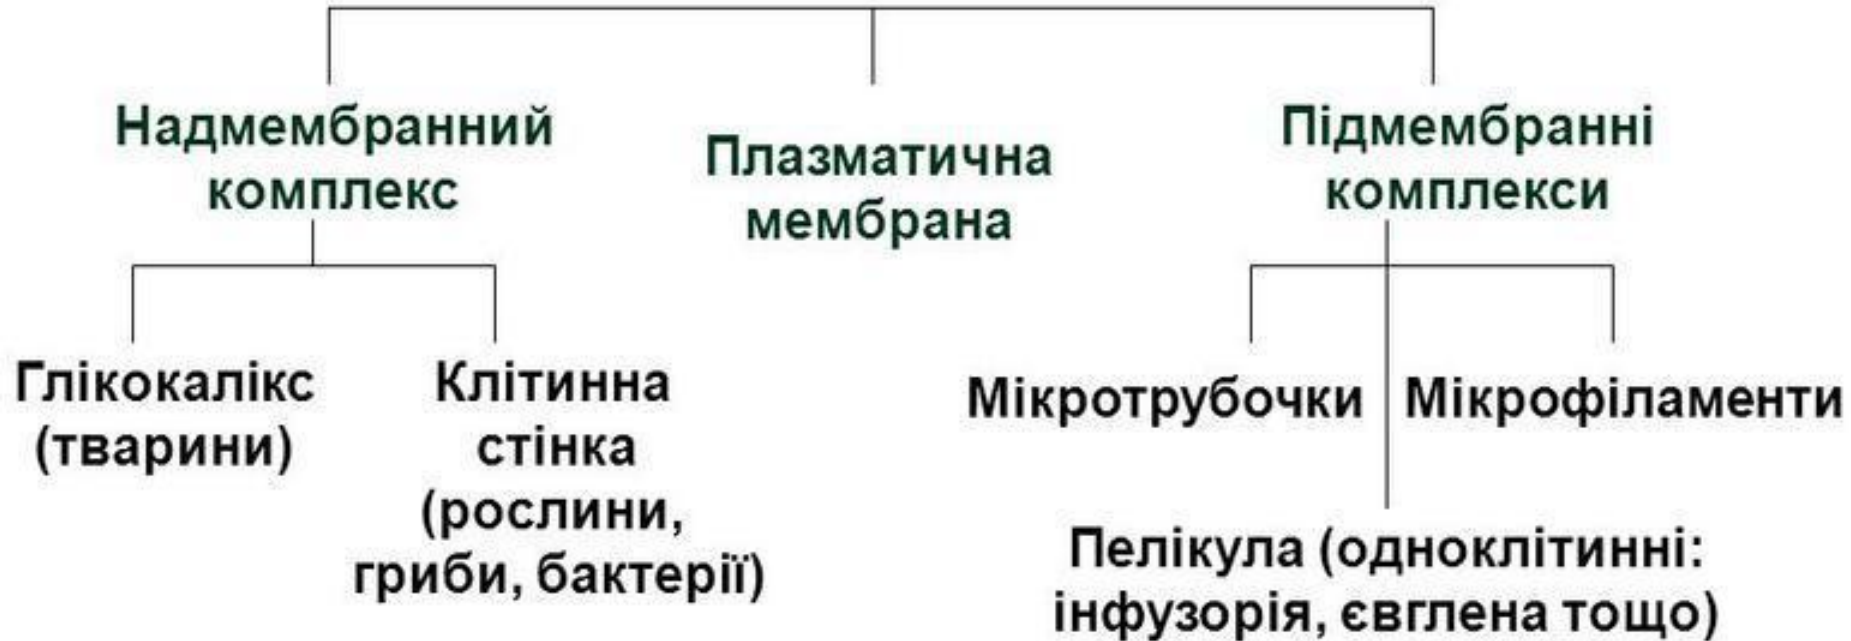 Надмембранний
комплекс
Плазматична
мембрана
Підмембранні
комплекси
Глікокалікс
(тварини)
Клітинна
стінка
(рослини,
гриби, бактерії)
Мікротрубочки
Мікрофіламенти
Пелікула (одноклітинні:
інфузорія, євглена тощо)